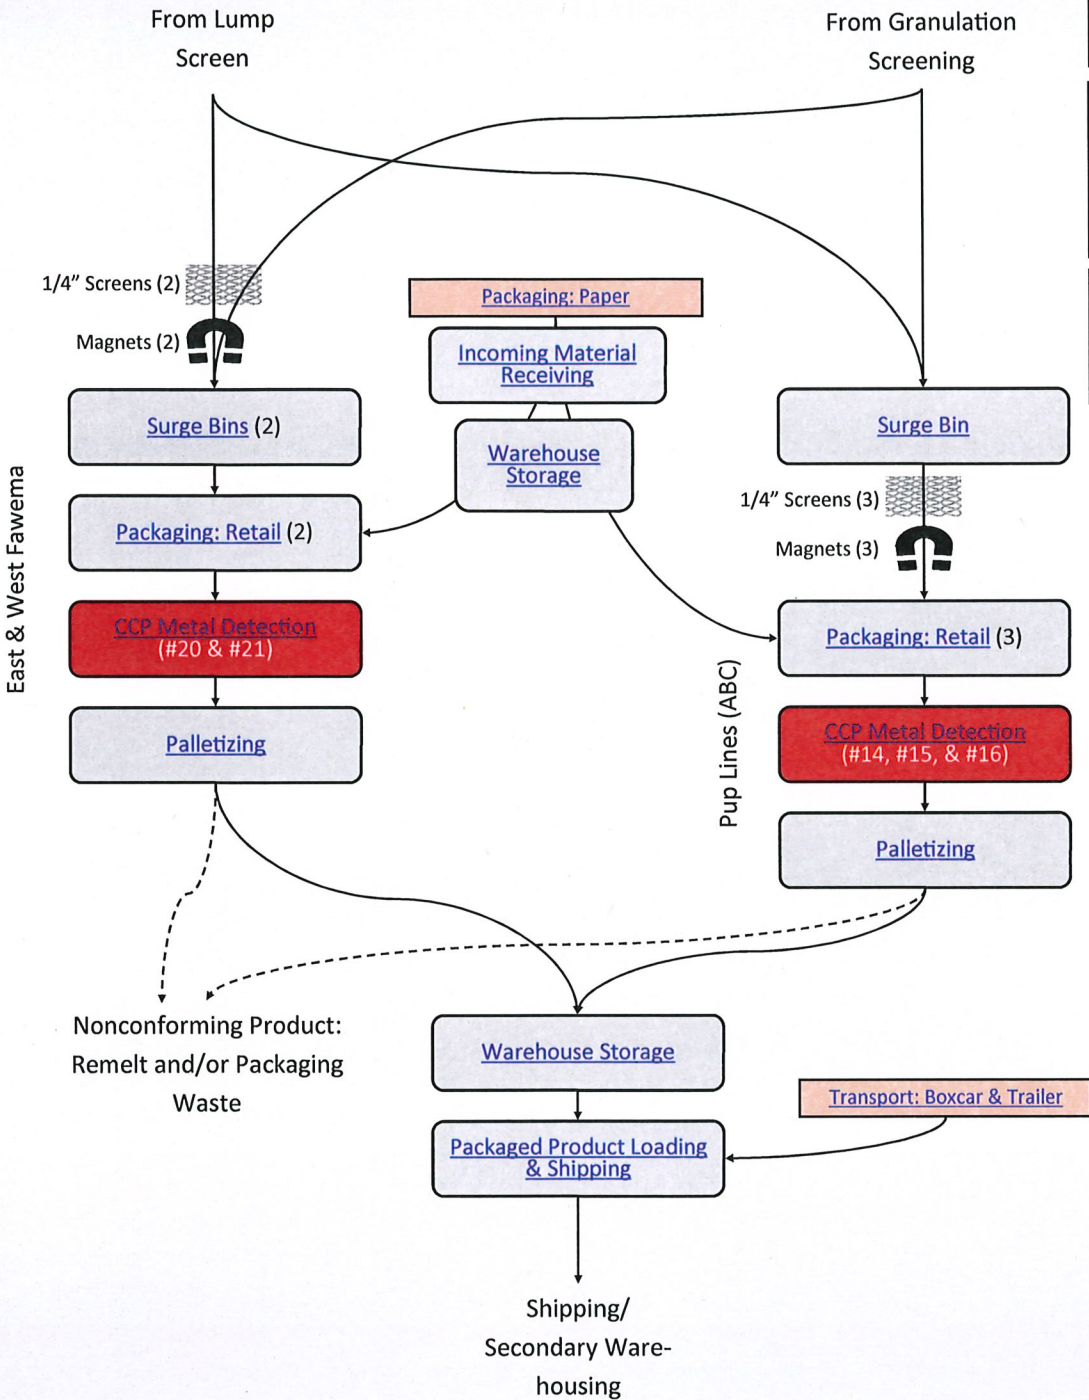 From Lump
Screen
From Granulation
Screening
1/4" Screens (2)
Magnets (2)
Packaging: Paper
Incoming Material
Receiving
Warehouse
Storage
Surge Bins (2)
Surge Bin
East & West Fawema
Packaging: Retail (2)
1/4" Screens (3)
Magnets (3)
CCP Metal Detection
(#20 & #21)
Packaging: Retail (3)
Pup Lines (ABC)
Palletizing
CCP Metal Detection
(#14, #15, & #16)
Palletizing
Nonconforming Product:
Remelt and/or Packaging
Waste
Warehouse Storage
Transport: Boxcar & Trailer
Packaged Product Loading
& Shipping
Shipping/
Secondary Ware-
housing